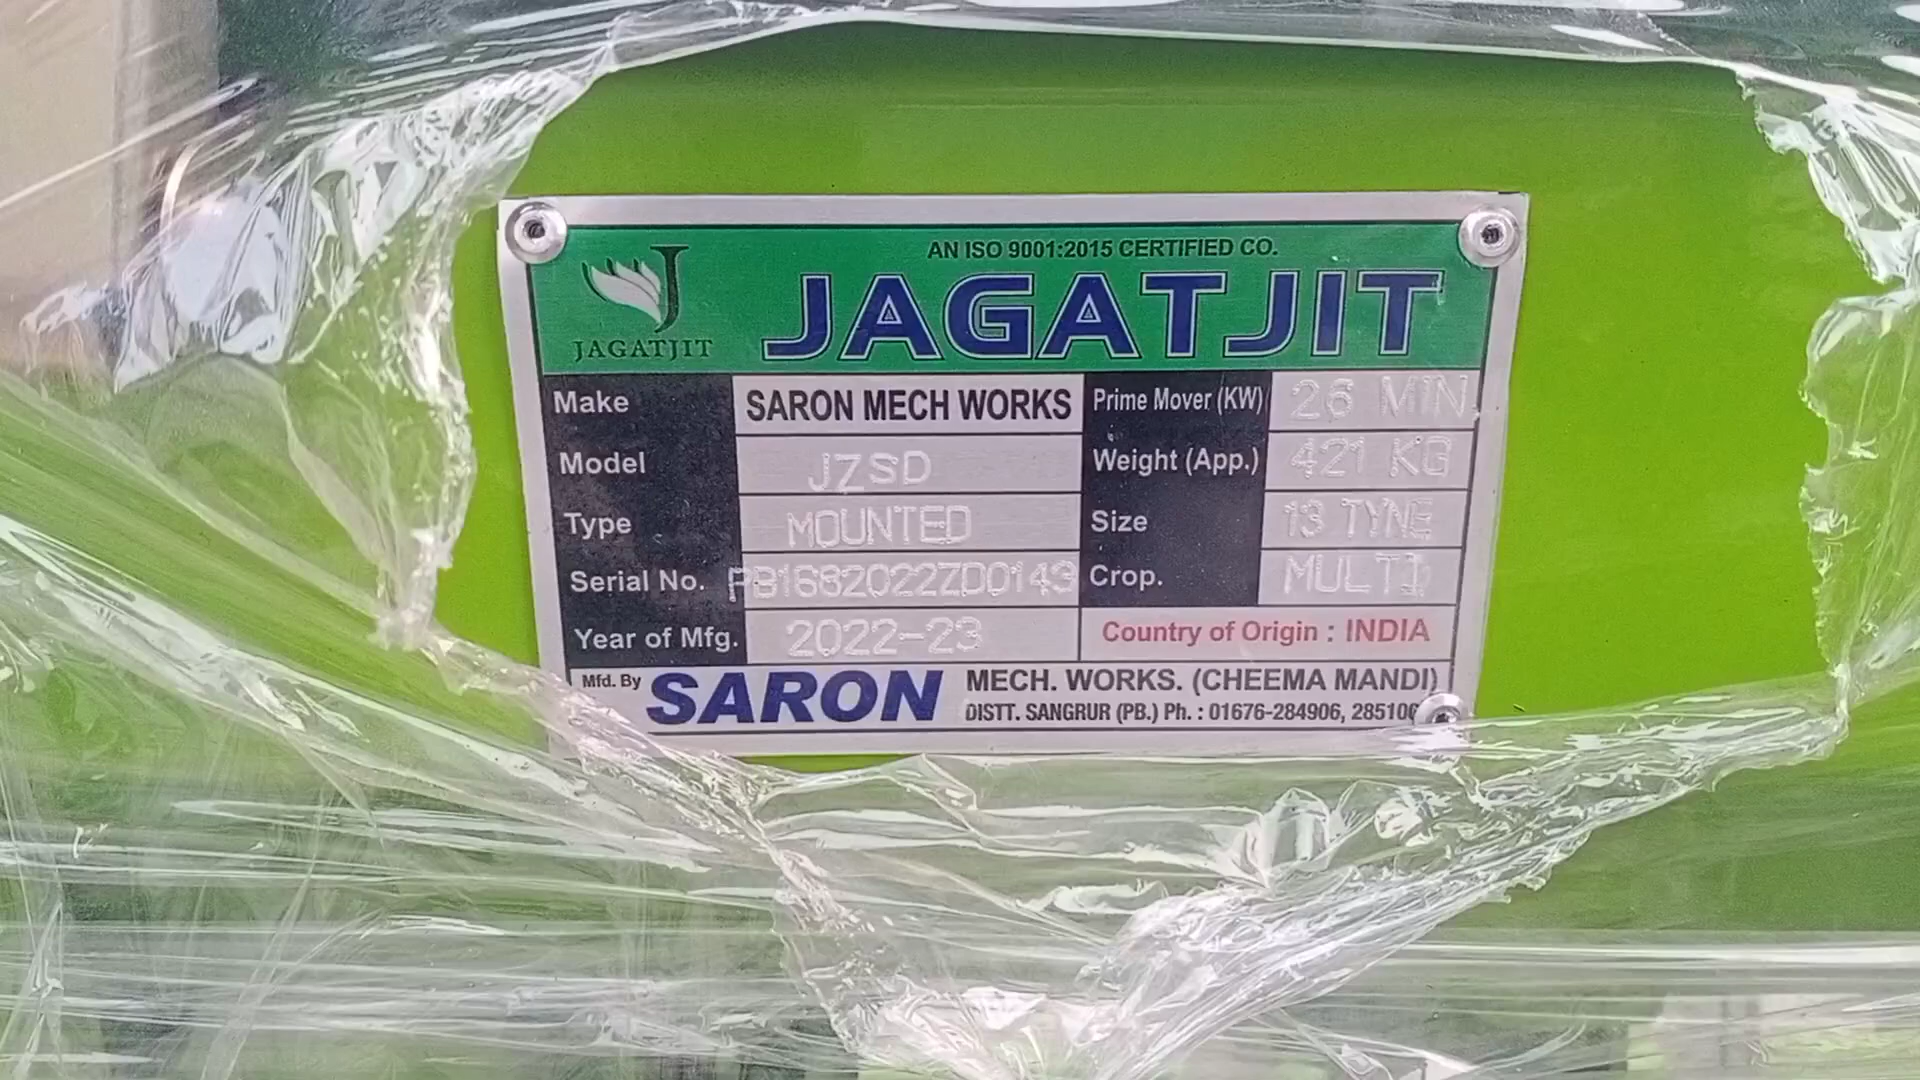 AN ISO 9001:2015 CERTIFIED CO.
JAGATJIT
J
JAGATJIT
Make SARON MECH WORKS Prime Mover (KW) 26 MIN
Model JZSD Weight (App.) 421 KG
Type MOUNTED Size 13 TYNE
Serial No. PB1682022ZD0143 Crop. MULTI
Year of Mfg. 2022-23 Country of Origin : INDIA
Mfd. By SARON MECH. WORKS. (CHEEMA MANDI)
DISTT. SANGRUR (PB.) Ph. : 01676-284906,